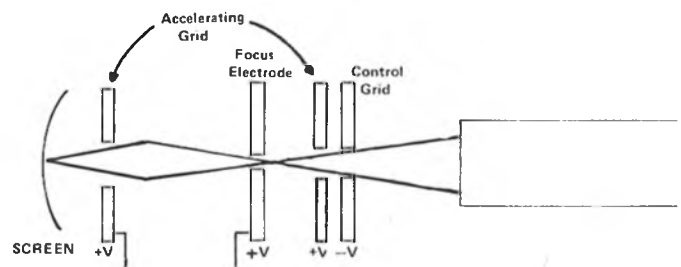 Accelerating
Grid
Focus
Electrode
Control
Grid
SCREEN
+V
+V
+V
−V